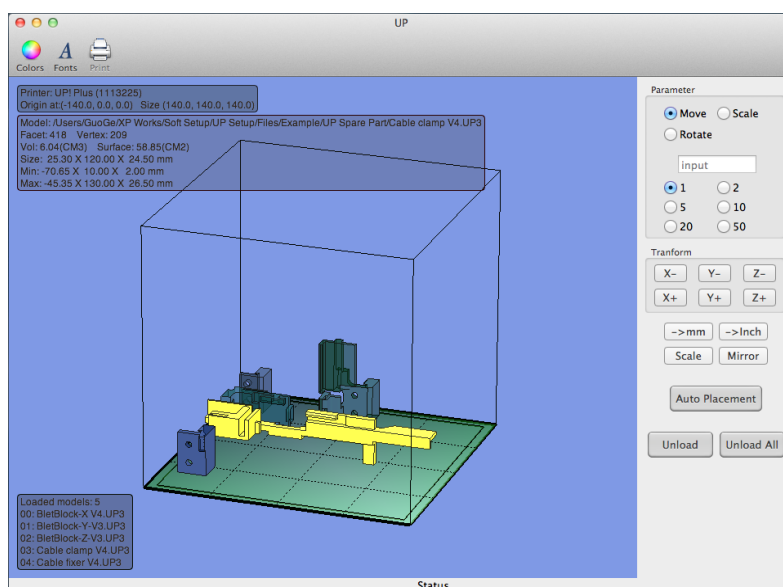 UP
Colors Fonts Print
Printer: UP! Plus (1113225)
Origin at:(-140.0, 0.0, 0.0) Size (140.0, 140.0, 140.0)
Model: /Users/GuoGe/XP Works/Soft Setup/UP Setup/Files/Example/UP Spare Part/Cable clamp V4.UP3
Facet: 418 Vertex: 209
Vol: 6.04(CM3) Surface: 58.85(CM2)
Size: 25.30 X 120.00 X 24.50 mm
Min: -70.65 X 10.00 X 2.00 mm
Max: -45.35 X 130.00 X 26.50 mm
Loaded models: 5
00: BletBlock-X V4.UP3
01: BletBlock-Y-V3.UP3
02: BletBlock-Z-V3.UP3
03: Cable clamp V4.UP3
04: Cable fixer V4.UP3
Parameter
Move Scale
Rotate
input
1 2
5 10
20 50
Tranform
X- Y- Z-
X+ Y+ Z+
->mm ->Inch
Scale Mirror
Auto Placement
Unload Unload All
Status